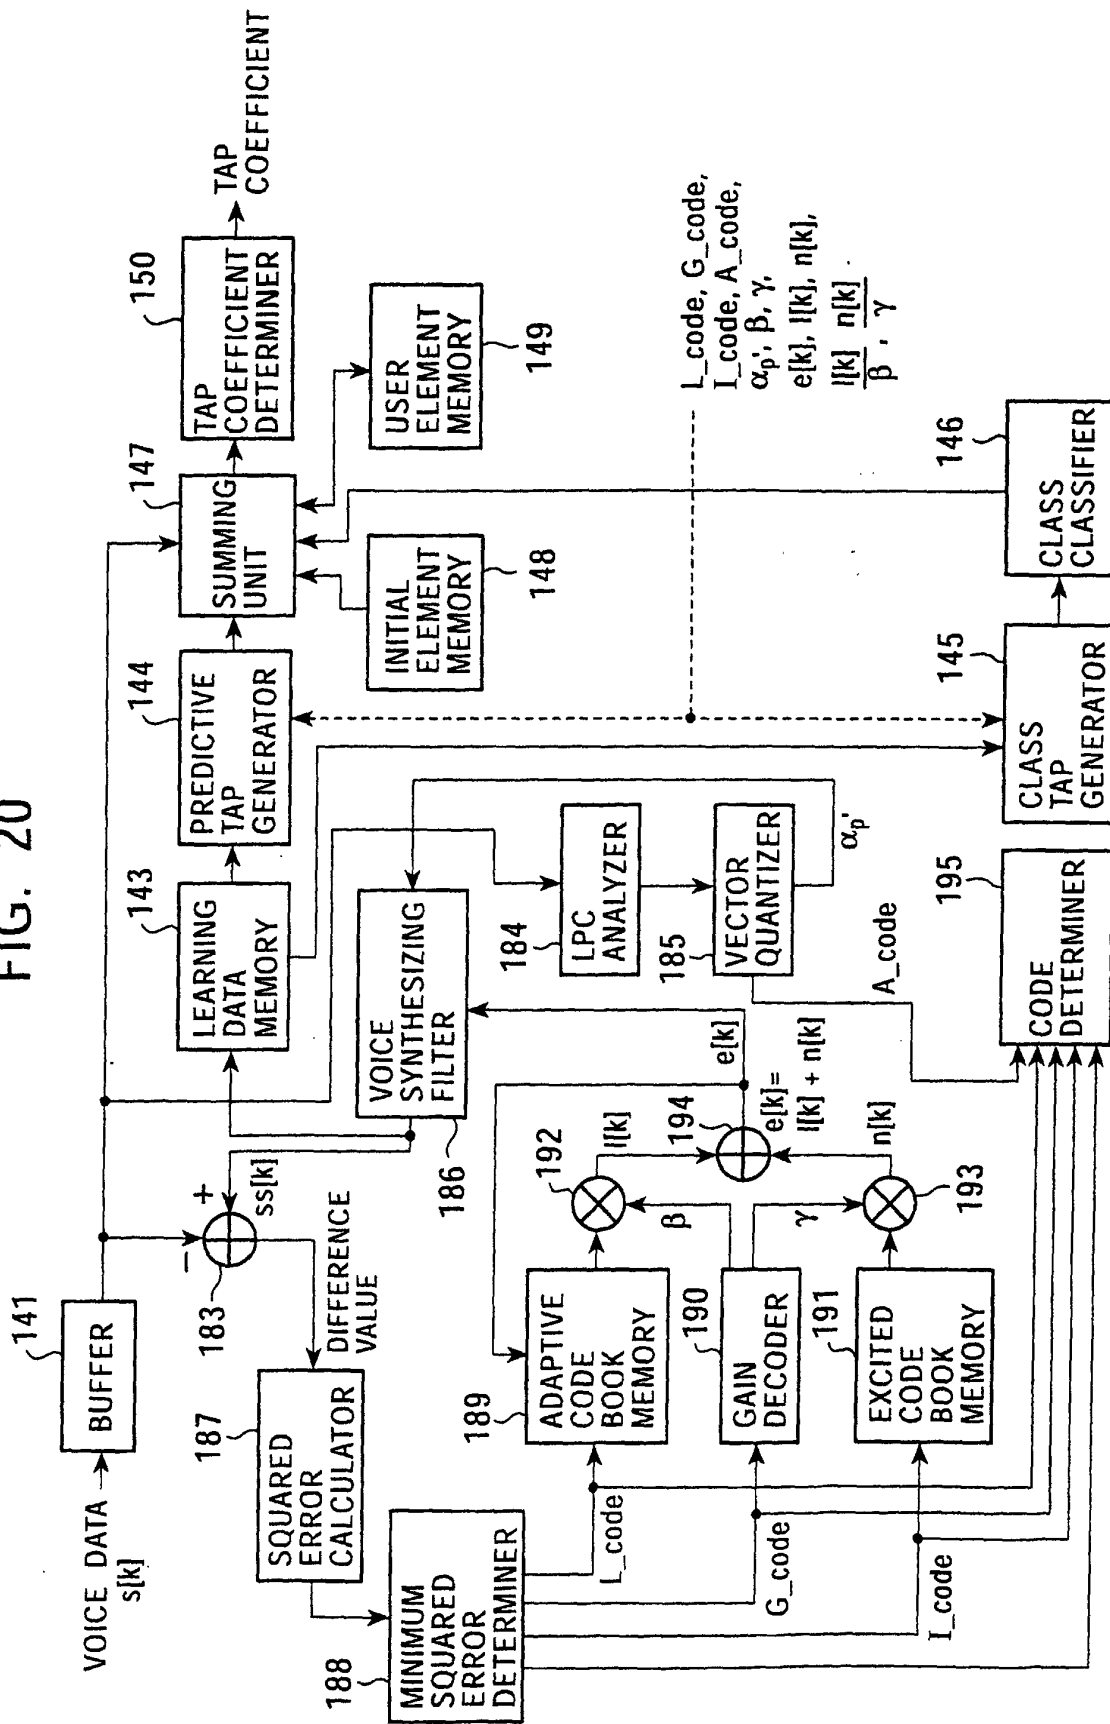 FIG. 20
VOICE DATA
s[k]
141
BUFFER
183
DIFFERENCE
VALUE
ss[k]
187
SQUARED
ERROR
CALCULATOR
188
MINIMUM
SQUARED
ERROR
DETERMINER
143
LEARNING
DATA
MEMORY
144
PREDICTIVE
TAP
GENERATOR
147
SUMMING
UNIT
150
TAP
COEFFICIENT
DETERMINER
TAP
COEFFICIENT
148
INITIAL
ELEMENT
MEMORY
149
USER
ELEMENT
MEMORY
186
VOICE
SYNTHESIZING
FILTER
184
LPC
ANALYZER
185
VECTOR
QUANTIZER
αp'
A_code
L_code, G_code,
I_code, A_code,
αp', β, γ,
e[k], l[k], n[k],
l[k] n[k]
β , γ
189
ADAPTIVE
CODE
BOOK
MEMORY
190
GAIN
DECODER
191
EXCITED
CODE
BOOK
MEMORY
192
l[k]
β
γ
193
n[k]
194
e[k]
e[k]=
l[k] + n[k]
L_code
G_code
I_code
195
CODE
DETERMINER
145
CLASS
TAP
GENERATOR
146
CLASS
CLASSIFIER